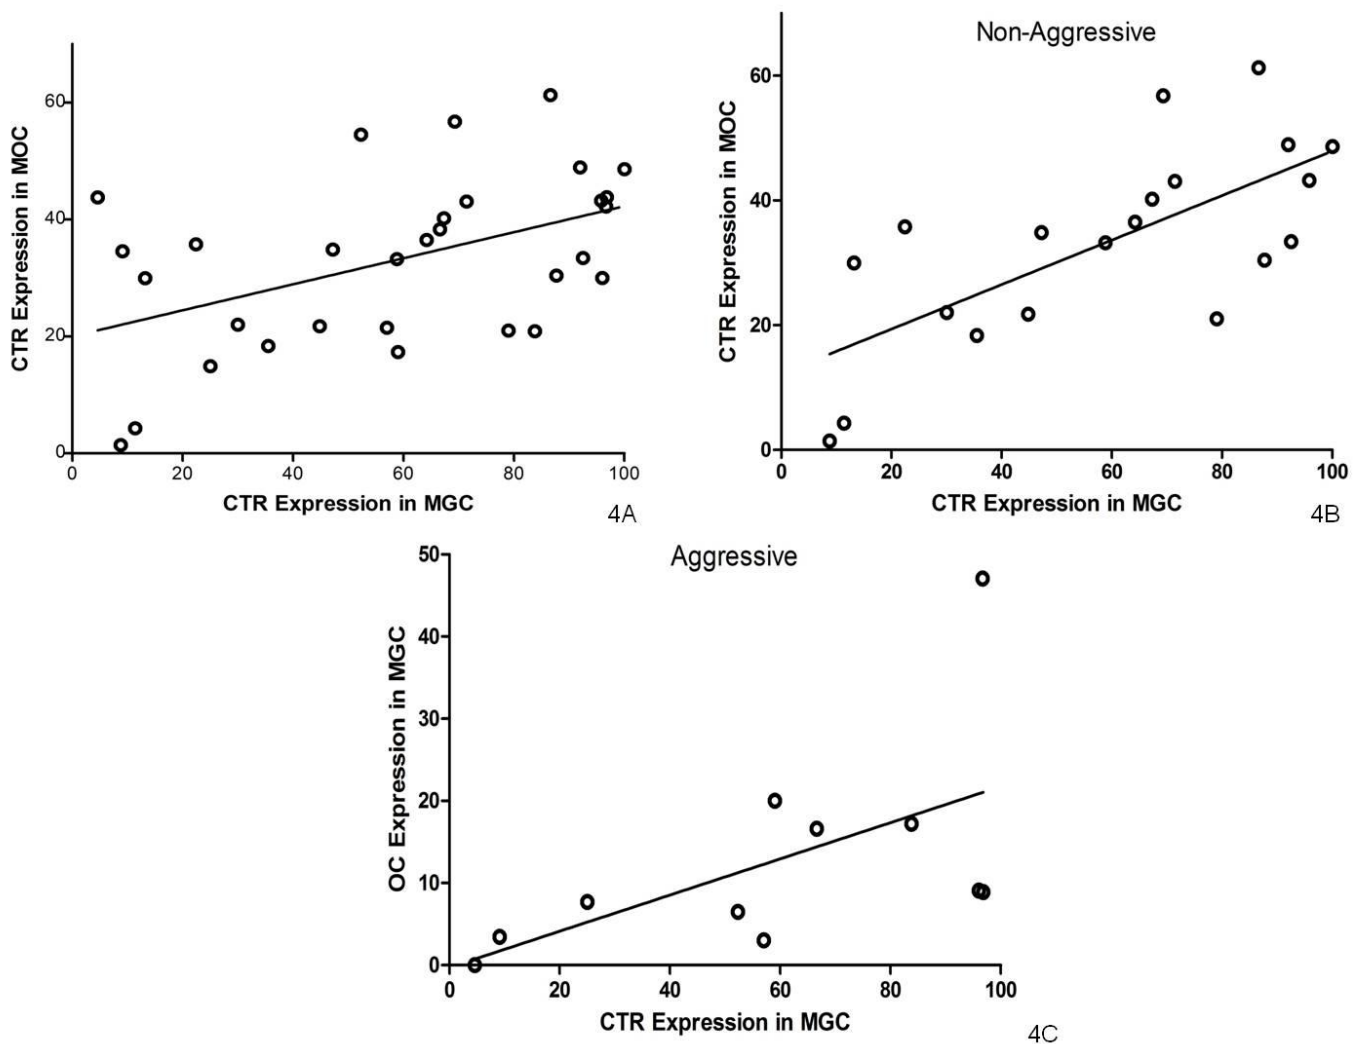 CTR Expression in MOC
60
40
20
0
0 20 40 60 80 100
CTR Expression in MGC
4A
Non-Aggressive
CTR Expression in MOC
60
40
20
0
0 20 40 60 80 100
CTR Expression in MGC
4B
Aggressive
OC Expression in MGC
50
40
30
20
10
0
0 20 40 60 80 100
CTR Expression in MGC
4C